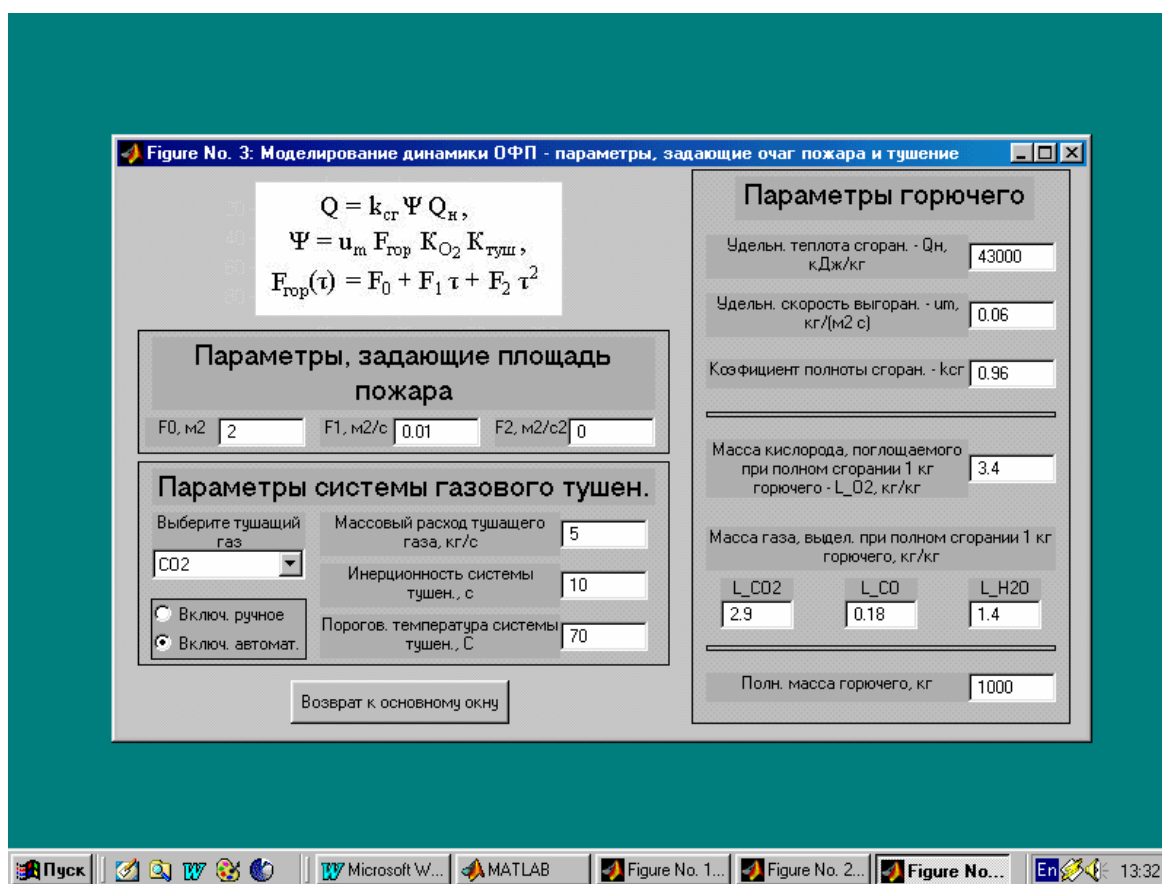 Figure No. 3: Моделирование динамики ОФП - параметры, задающие очаг пожара и тушение
Q = kсг Ψ Qн,
Ψ = um Fгор KO2 Kтуш,
Fгор(τ) = F0 + F1 τ + F2 τ2
Параметры, задающие площадь
пожара
F0, м2 2 F1, м2/с 0.01 F2, м2/с2 0
Параметры системы газового тушен.
Выберите тушащий
газ
CO2
Включ. ручное
Включ. автомат.
Массовый расход тушащего
газа, кг/с
5
Инерционность системы
тушен., с
10
Порогов. температура системы
тушен., С
70
Возврат к основному окну
Параметры горючего
Удельн. теплота сгоран. - Qн,
кДж/кг
43000
Удельн. скорость выгоран. - um,
кг/(м2 с)
0.06
Коэфициент полноты сгоран. - kсг 0.96
Масса кислорода, поглощаемого
при полном сгорании 1 кг
горючего - L_O2, кг/кг
3.4
Масса газа, выдел. при полном сгорании 1 кг
горючего, кг/кг
L_CO2 L_CO L_H2O
2.9 0.18 1.4
Полн. масса горючего, кг 1000
Пуск Microsoft W... MATLAB Figure No. 1... Figure No. 2... Figure No... En 13:32